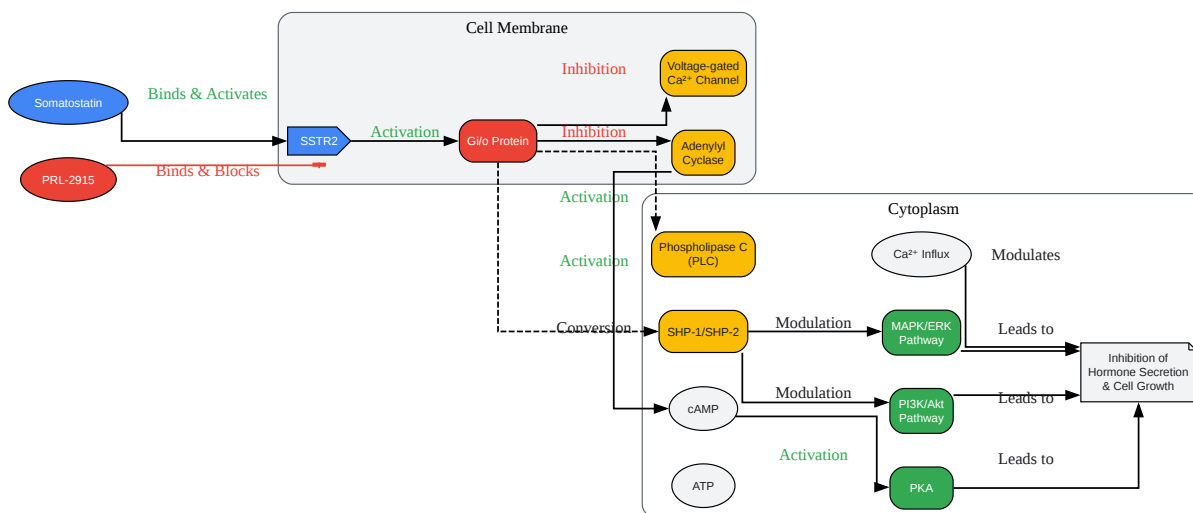 Cell Membrane
Somatostatin
Binds & Activates
SSTR2
Activation
Gi/o Protein
Inhibition
Voltage-gated
Ca²⁺ Channel
Inhibition
Adenylyl
Cyclase
PRL-2915
Binds & Blocks
Activation
Cytoplasm
Activation
Phospholipase C
(PLC)
Ca²⁺ Influx
Modulates
Conversion
SHP-1/SHP-2
Modulation
MAPK/ERK
Pathway
Leads to
Inhibition of
Hormone Secretion
& Cell Growth
cAMP
Modulation
PI3K/Akt
Pathway
Leads to
Activation
ATP
PKA
Leads to